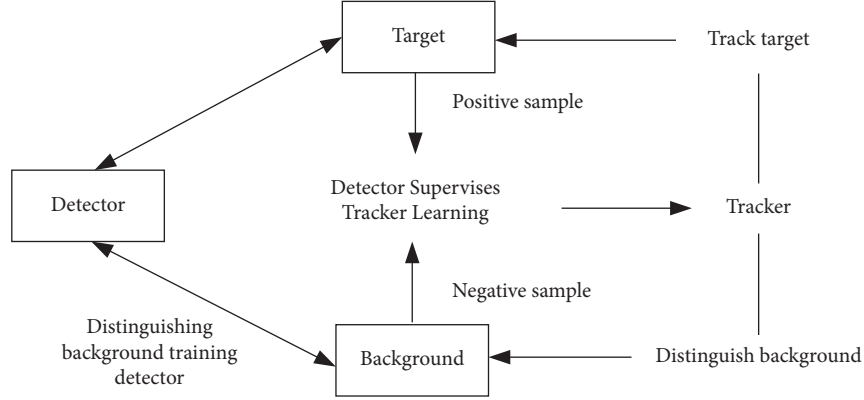 Target
Track target
Positive sample
Detector Supervises
Tracker Learning
Detector
Tracker
Negative sample
Distinguishing
background training
detector
Background
Distinguish background